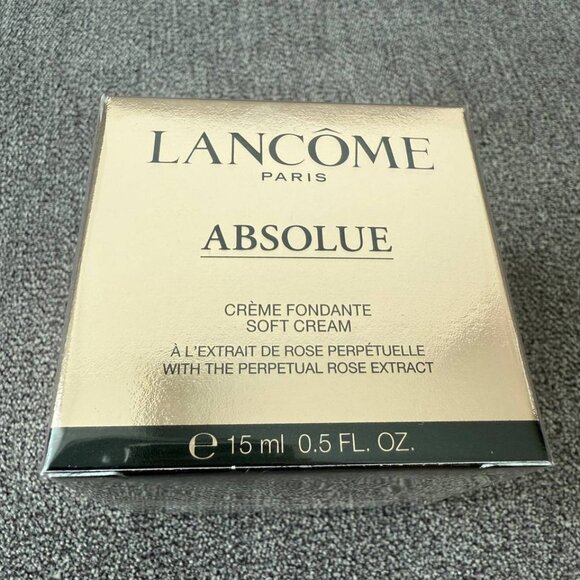 LANCÔME
PARIS
ABSOLUE
CRÈME FONDANTE
SOFT CREAM
À L'EXTRAIT DE ROSE PERPÉTUELLE
WITH THE PERPETUAL ROSE EXTRACT
℮ 15 ml 0.5 FL. OZ.